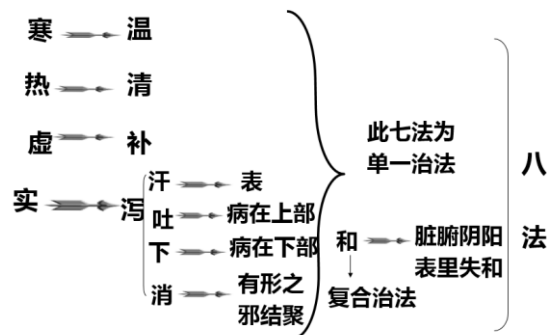 寒 温
热 清
虚 补
实 泻
汗 表
吐 病在上部
下 病在下部
消 有形之
邪结聚
此七法为
单一治法
和 脏腑阴阳
表里失和
复合治法
八
法